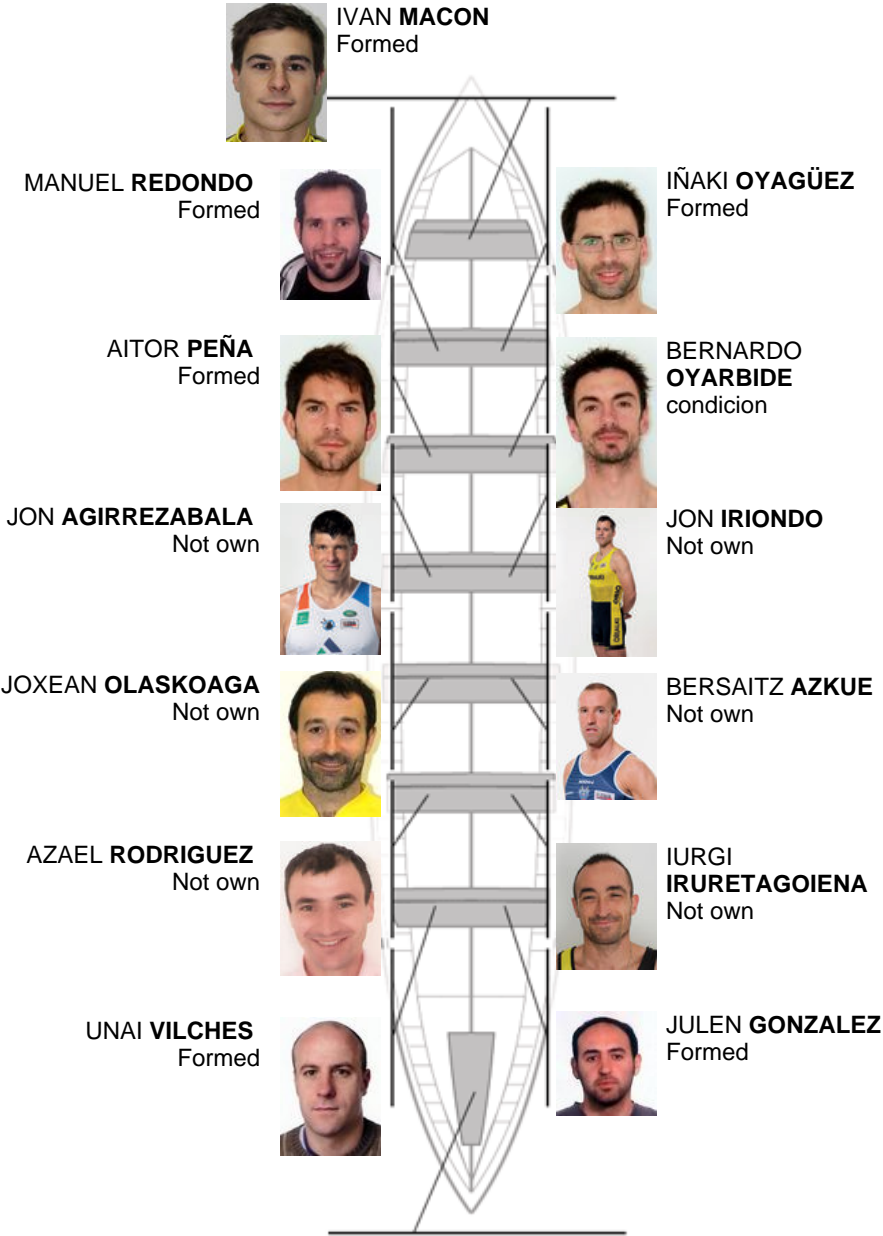 IVAN MACON
Formed
MANUEL REDONDO
Formed
IÑAKI OYAGÜEZ
Formed
AITOR PEÑA
Formed
BERNARDO
OYARBIDE
condicion
JON AGIRREZABALA
Not own
JON IRIONDO
Not own
JOXEAN OLASKOAGA
Not own
BERSAITZ AZKUE
Not own
AZAEL RODRIGUEZ
Not own
IURGI
IRURETAGOIENA
Not own
UNAI VILCHES
Formed
JULEN GONZALEZ
Formed